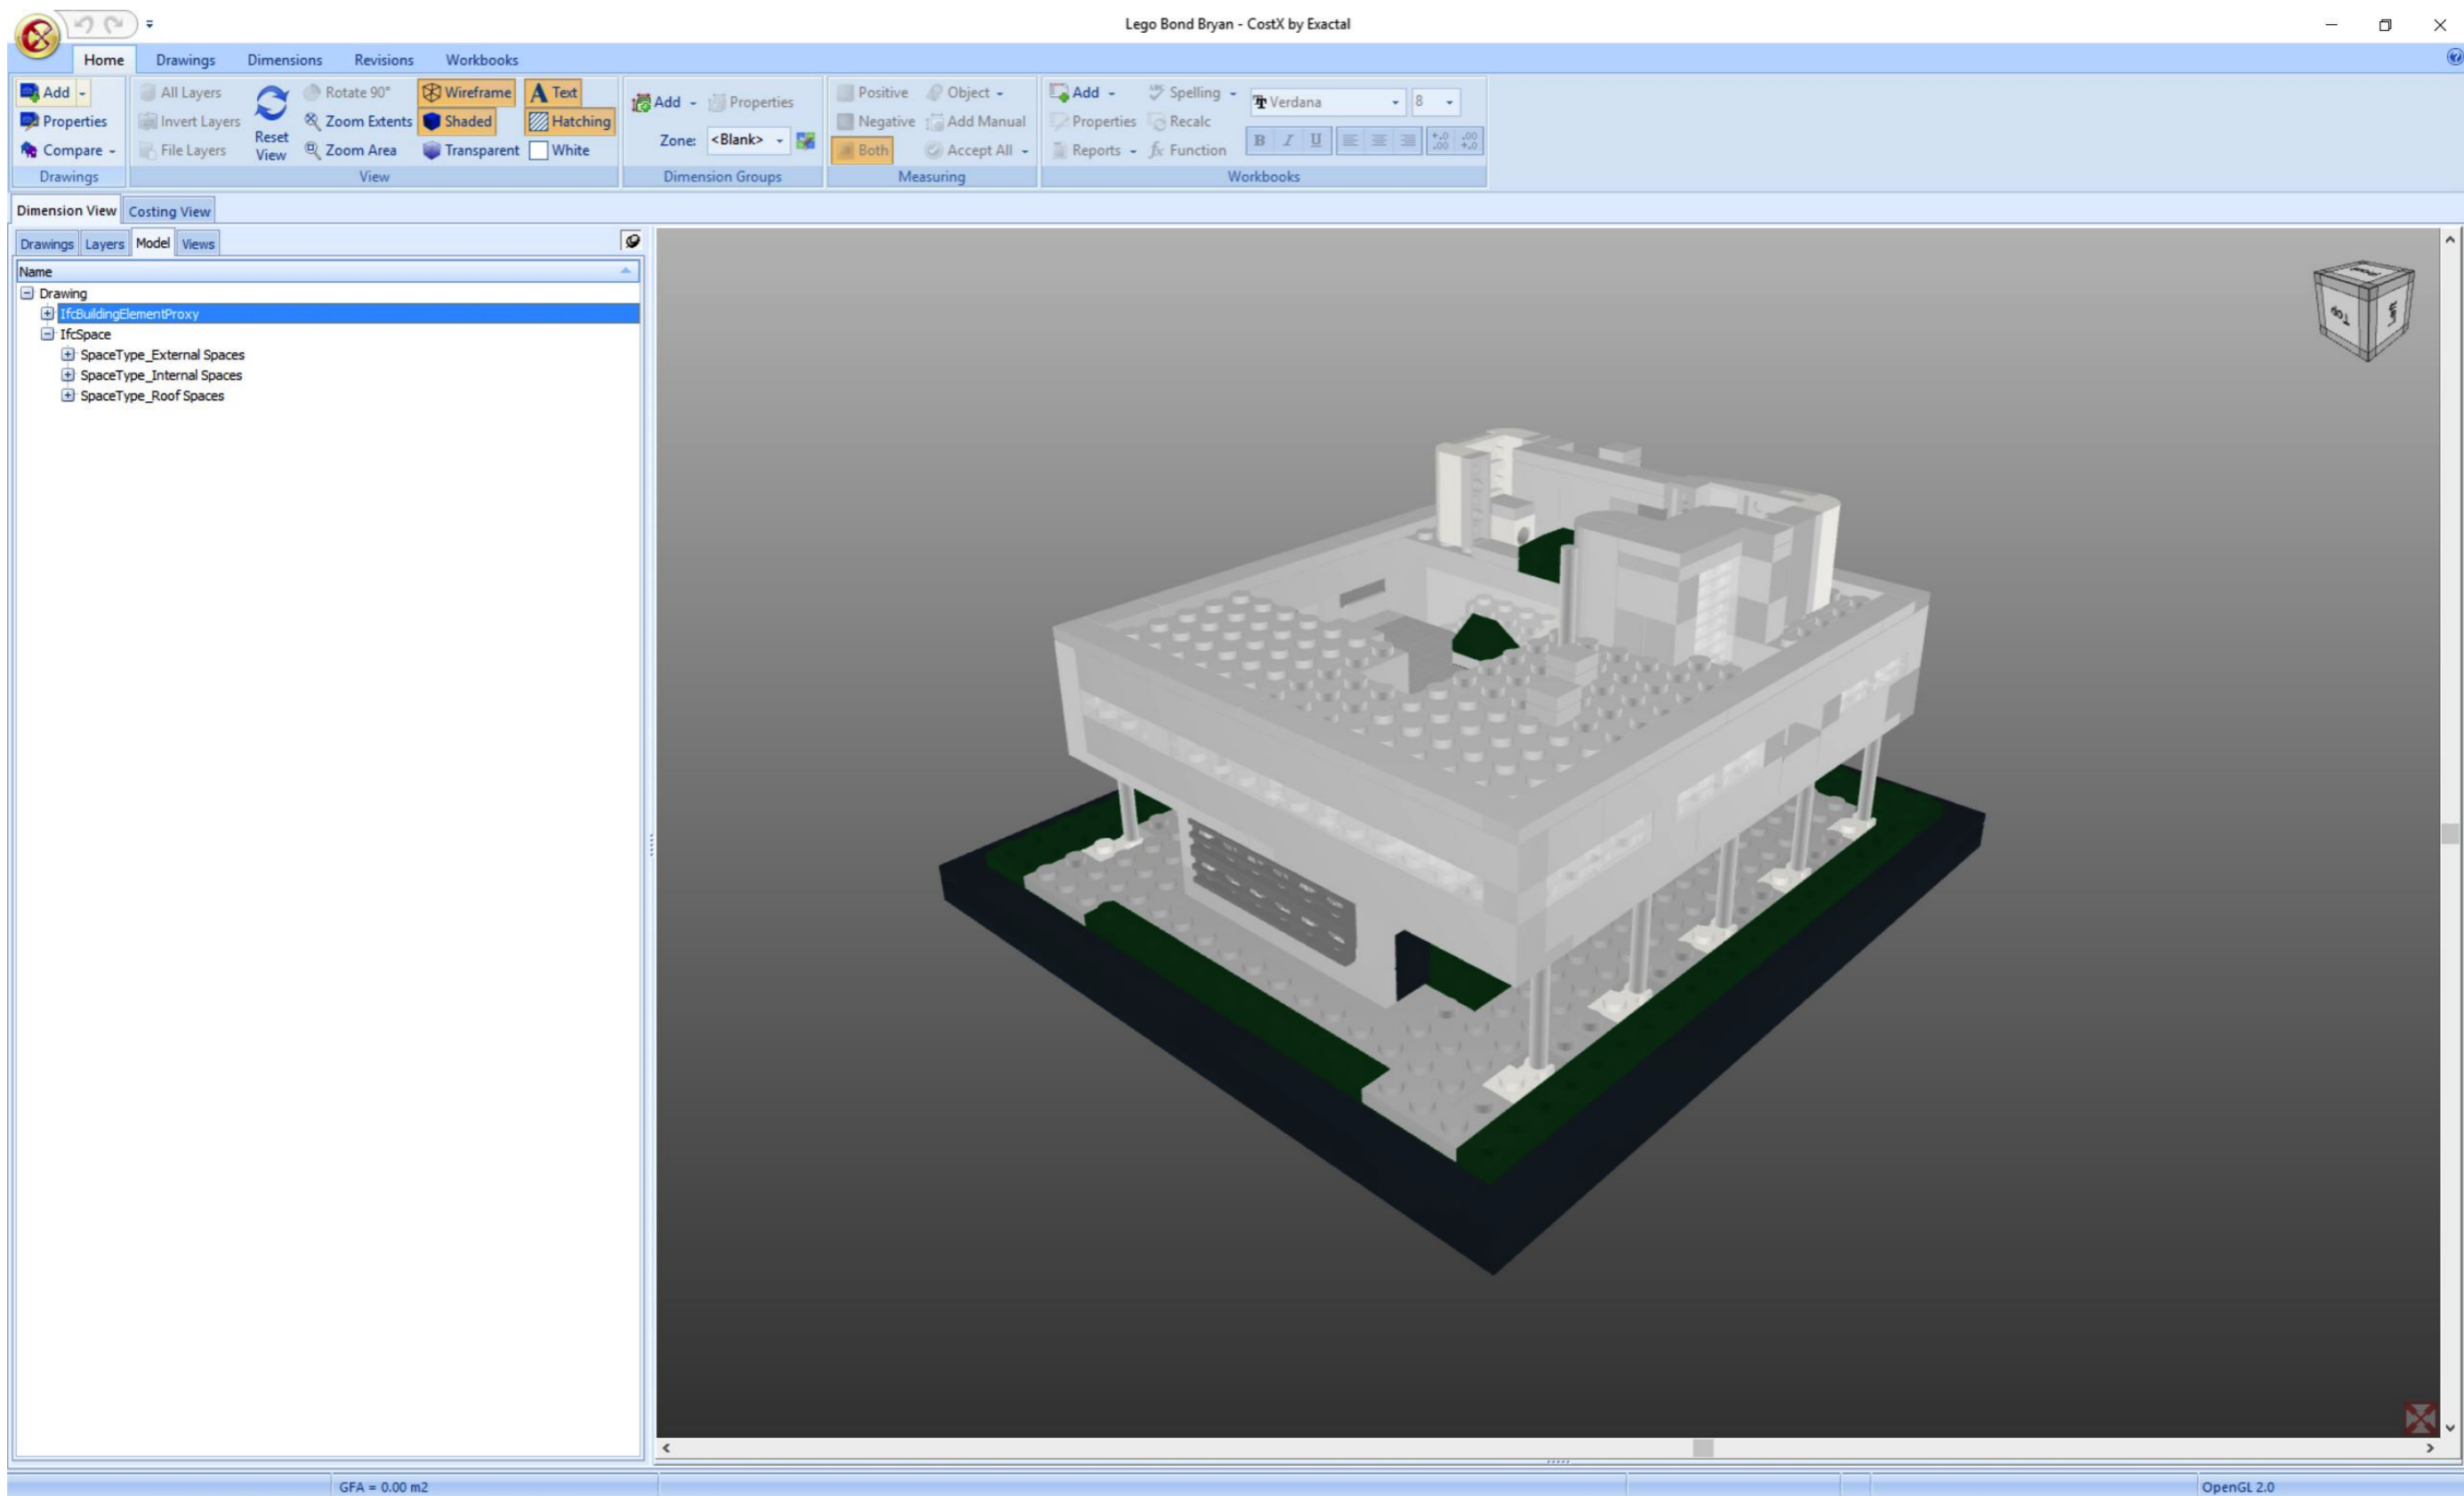 Lego Bond Bryan - CostX by Exactal
Home Drawings Dimensions Revisions Workbooks
Add All Layers Rotate 90° Wireframe Text Add Properties Positive Object Add Spelling Verdana 8
Properties Invert Layers Reset View Zoom Extents Shaded Hatching Zone: <Blank> Negative Add Manual Properties Recalc
Compare File Layers Zoom Area Transparent White Both Accept All Reports fx Function B I U
Drawings View Dimension Groups Measuring Workbooks
Dimension View Costing View
Drawings Layers Model Views
Name
Drawing
IfcBuildingElementProxy
IfcSpace
SpaceType_External Spaces
SpaceType_Internal Spaces
SpaceType_Roof Spaces
Top
Left
GFA = 0.00 m2 OpenGL 2.0